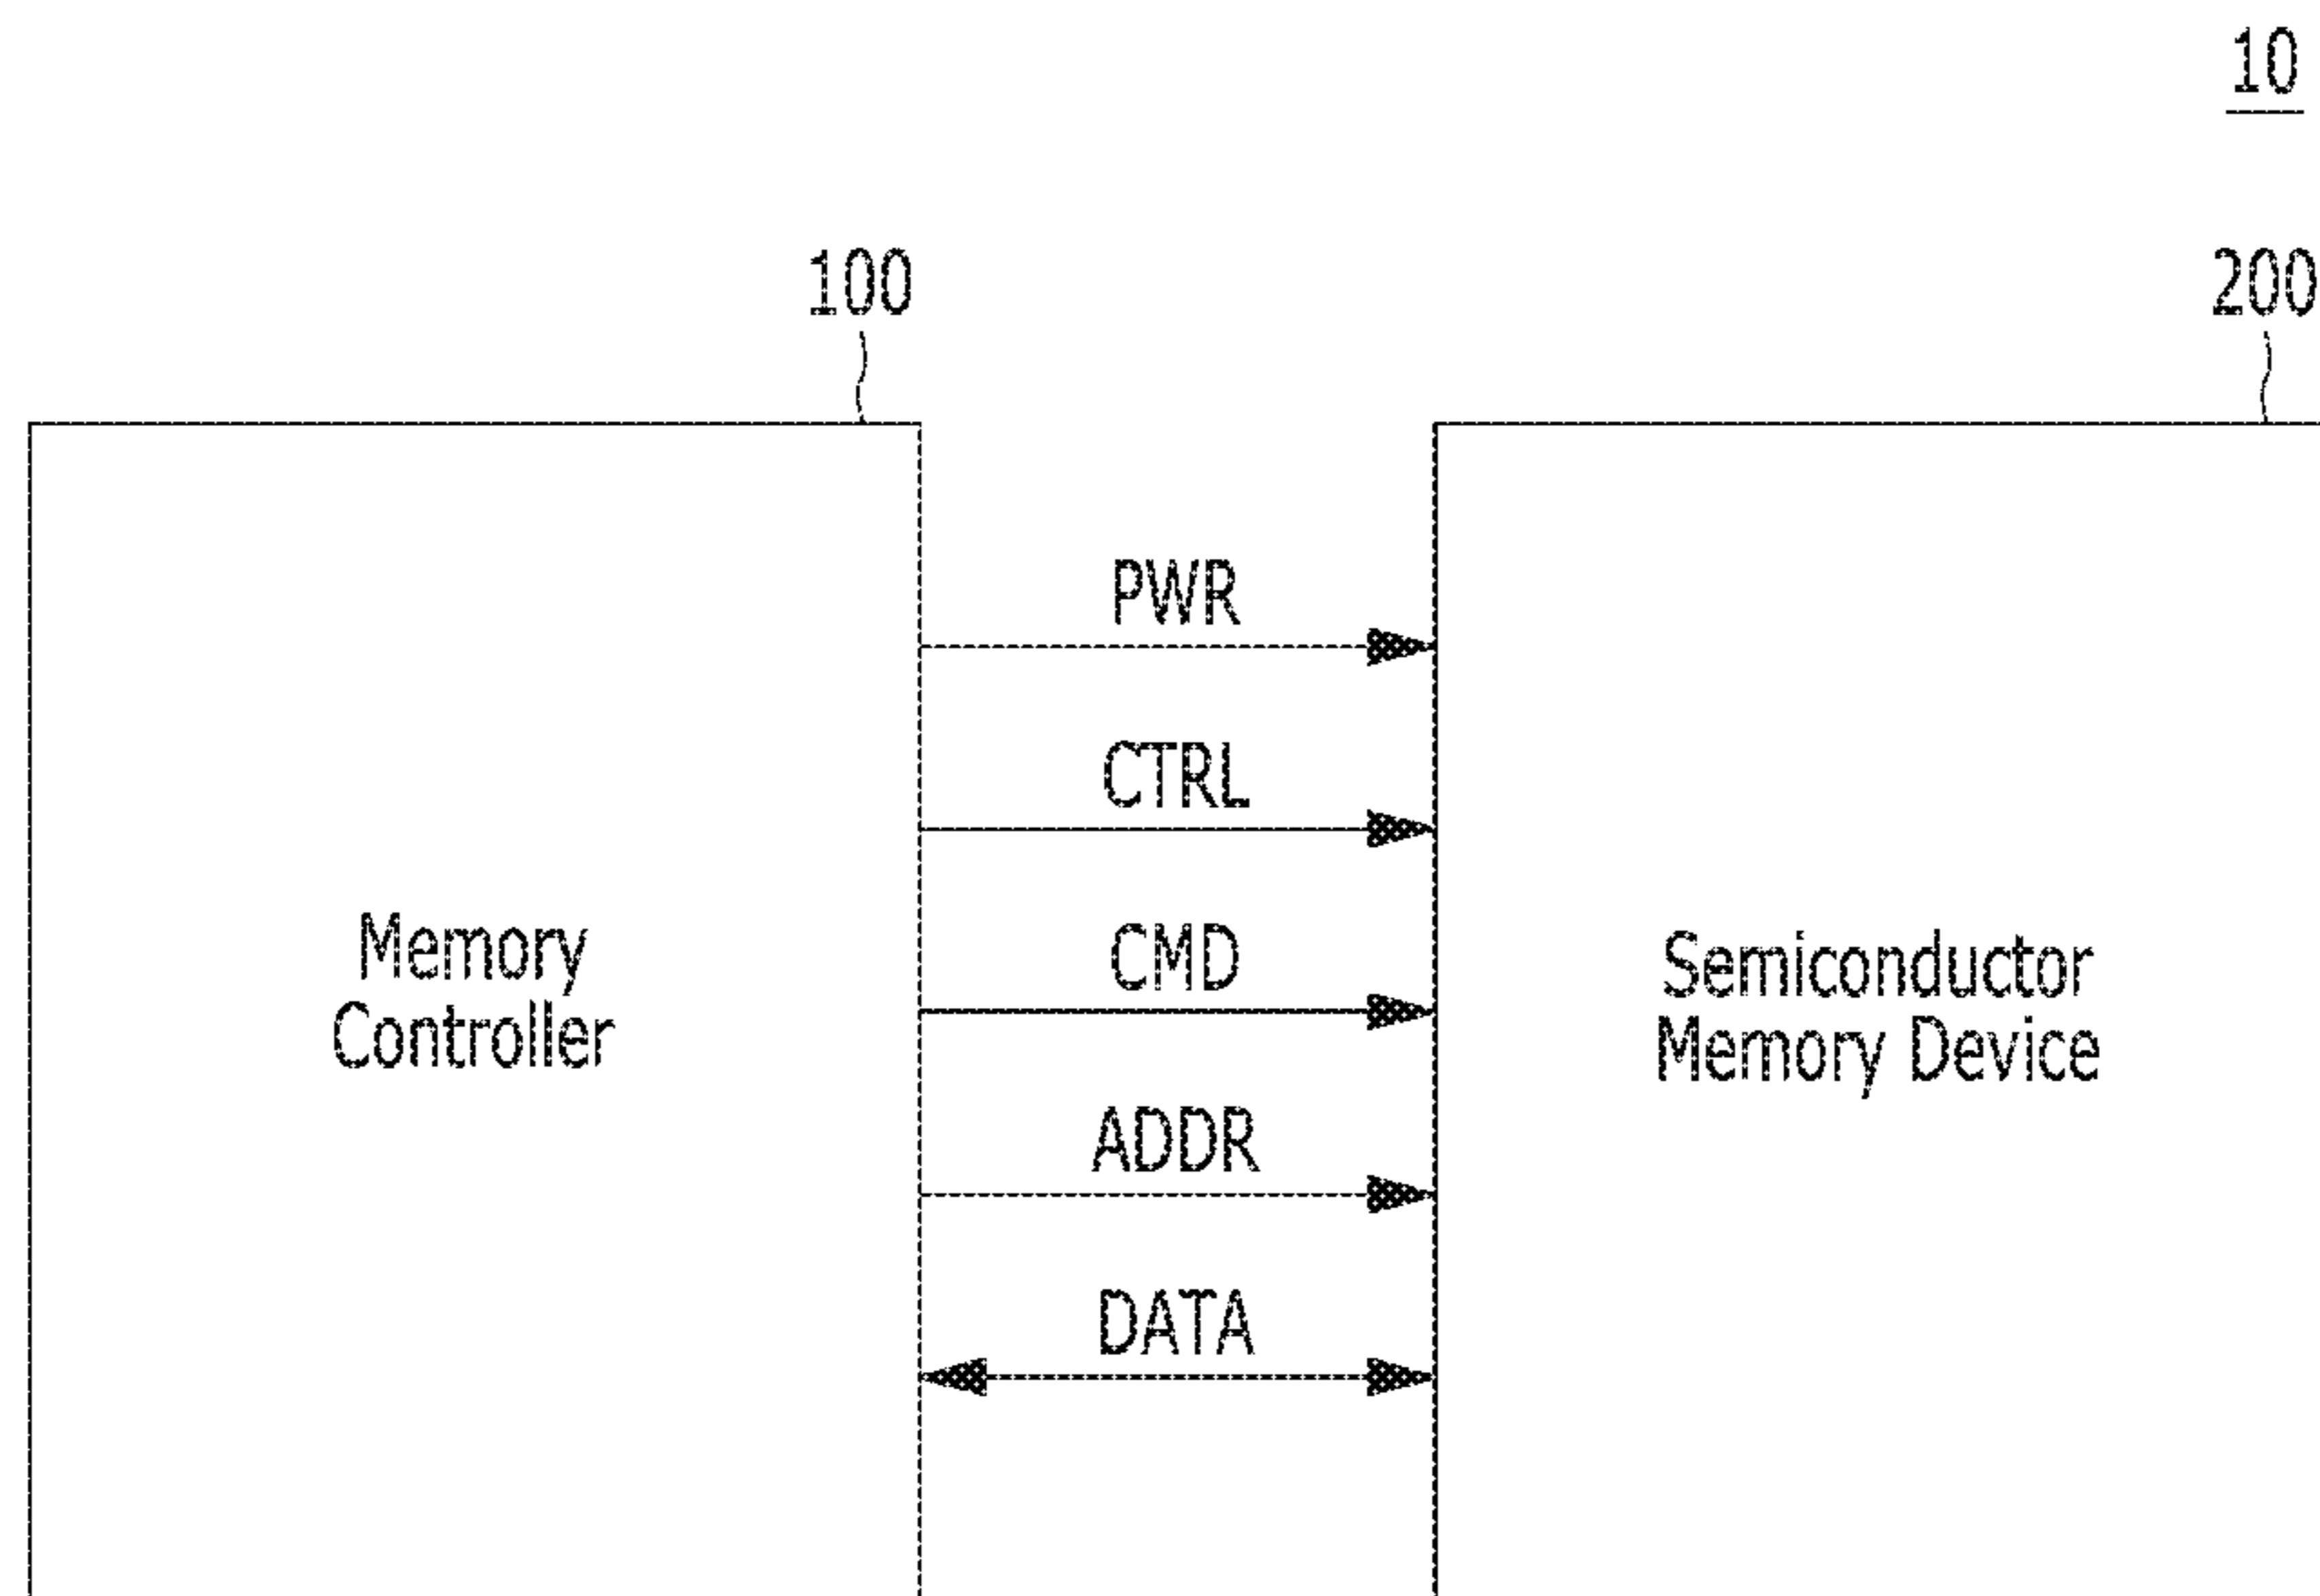 10
100
200
PWR
CTRL
CMD
ADDR
DATA
Memory
Controller
Semiconductor
Memory Device